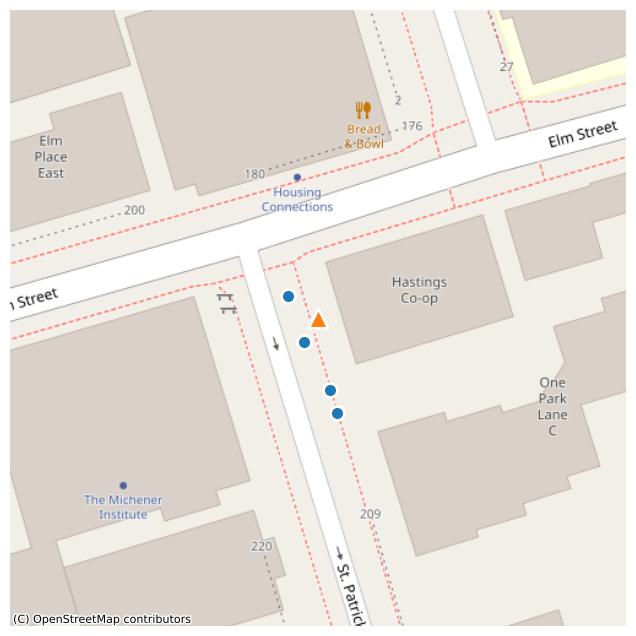 27
2
Bread
& Bowl
176
Elm Street
Elm
Place
East
180
Housing
Connections
200
Hastings
Co-op
n Street
One
Park
Lane
C
The Michener
Institute
209
220
St. Patrick
(C) OpenStreetMap contributors